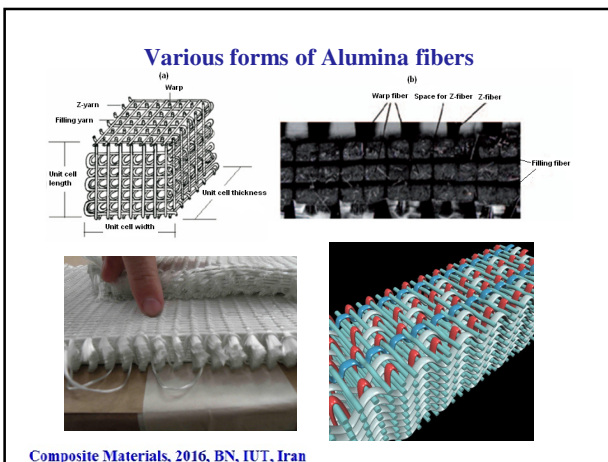 Various forms of Alumina fibers
(a)
Warp
Z-yarn
Filling yarn
Unit cell
length
Unit cell thickness
Unit cell width
(b)
Warp fiber Space for Z-fiber Z-fiber
Filling fiber
Composite Materials, 2016, BN, IUT, Iran